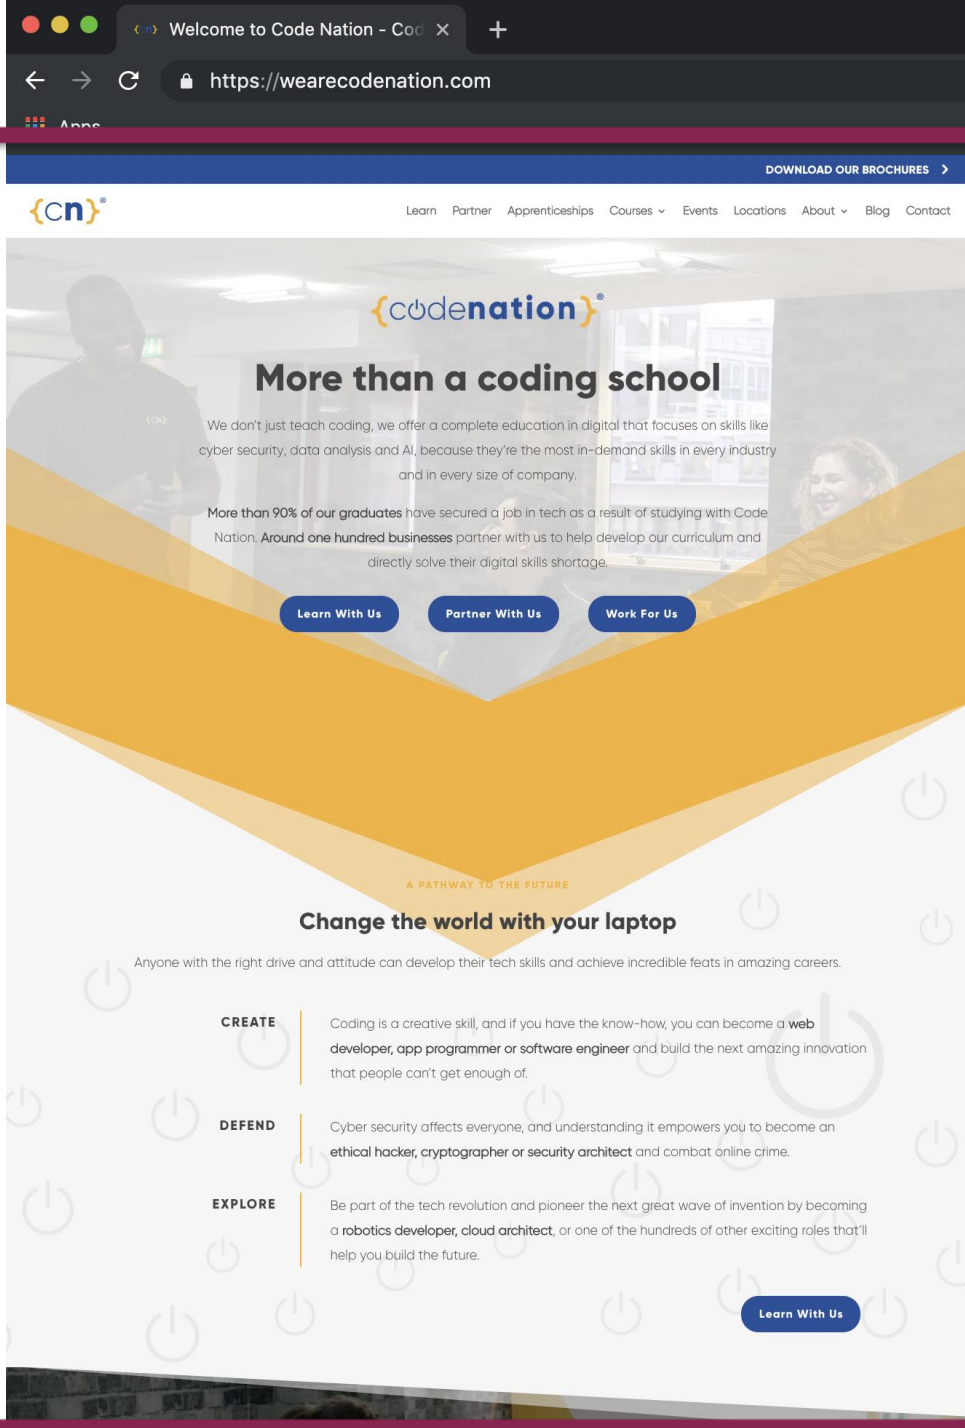 Welcome to Code Nation - Cod
https://wearecodenation.com
Apps
DOWNLOAD OUR BROCHURES
{cn}®
Learn Partner Apprenticeships Courses Events Locations About Blog Contact
{codenation}®
More than a coding school
We don't just teach coding, we offer a complete education in digital that focuses on skills like
cyber security, data analysis and AI, because they're the most in-demand skills in every industry
and in every size of company.
More than 90% of our graduates have secured a job in tech as a result of studying with Code
Nation. Around one hundred businesses partner with us to help develop our curriculum and
directly solve their digital skills shortage.
Learn With Us Partner With Us Work For Us
A PATHWAY TO THE FUTURE
Change the world with your laptop
Anyone with the right drive and attitude can develop their tech skills and achieve incredible feats in amazing careers.
CREATE
Coding is a creative skill, and if you have the know-how, you can become a web
developer, app programmer or software engineer and build the next amazing innovation
that people can't get enough of.
DEFEND
Cyber security affects everyone, and understanding it empowers you to become an
ethical hacker, cryptographer or security architect and combat online crime.
EXPLORE
Be part of the tech revolution and pioneer the next great wave of invention by becoming
a robotics developer, cloud architect, or one of the hundreds of other exciting roles that'll
help you build the future.
Learn With Us